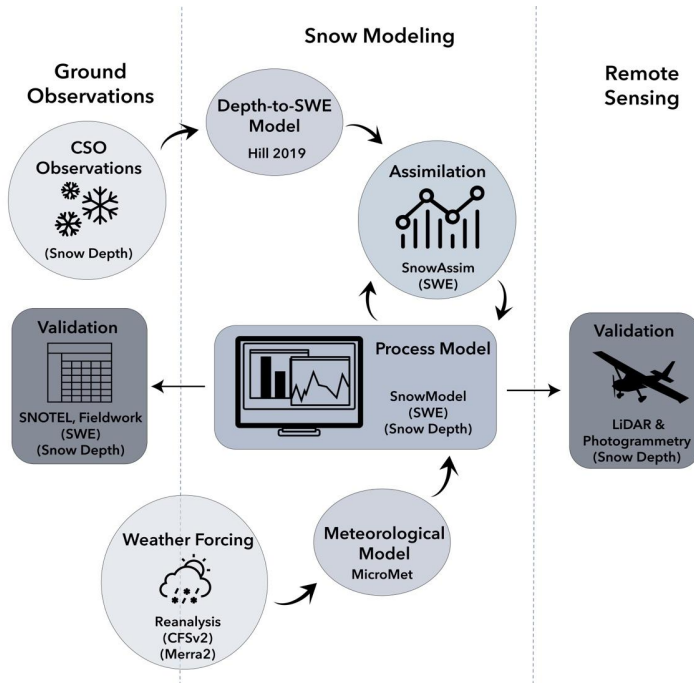 Snow Modeling
Ground
Observations
Remote
Sensing
CSO
Observations
(Snow Depth)
Depth-to-SWE
Model
Hill 2019
Assimilation
SnowAssim
(SWE)
Validation
SNOTEL, Fieldwork
(SWE)
(Snow Depth)
Process Model
SnowModel
(SWE)
(Snow Depth)
Validation
LiDAR &
Photogrammetry
(Snow Depth)
Weather Forcing
Reanalysis
(CFSv2)
(Merra2)
Meteorological
Model
MicroMet